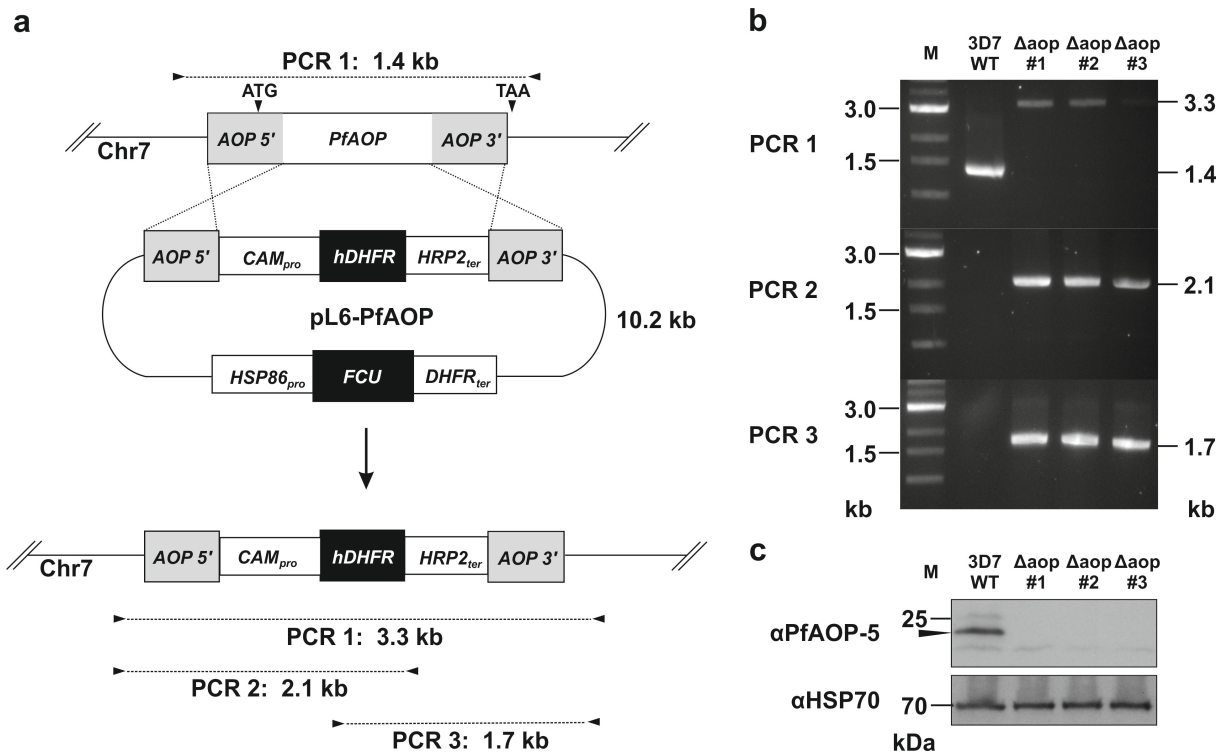 a
PCR 1: 1.4 kb
ATG
TAA
AOP 5'
PfAOP
AOP 3'
Chr7
AOP 5'
CAMpro
hDHFR
HRP2ter
AOP 3'
pL6-PfAOP
10.2 kb
HSP86pro
FCU
DHFRter
Chr7
AOP 5'
CAMpro
hDHFR
HRP2ter
AOP 3'
PCR 1: 3.3 kb
PCR 2: 2.1 kb
PCR 3: 1.7 kb
b
M
3D7 WT
Δaop #1
Δaop #2
Δaop #3
PCR 1
3.0
1.5
3.3
1.4
PCR 2
3.0
1.5
2.1
PCR 3
3.0
1.5
1.7
kb
kb
c
M
3D7 WT
Δaop #1
Δaop #2
Δaop #3
αPfAOP-5
25
αHSP70
70
kDa